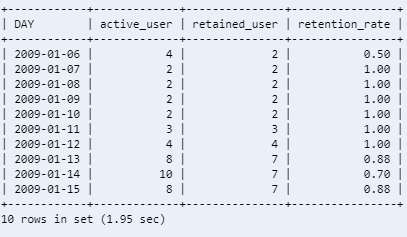 +------------+-------------+---------------+----------------+
| DAY        | active_user | retained_user | retention_rate |
+------------+-------------+---------------+----------------+
| 2009-01-06 |           4 |             2 |           0.50 |
| 2009-01-07 |           2 |             2 |           1.00 |
| 2009-01-08 |           2 |             2 |           1.00 |
| 2009-01-09 |           2 |             2 |           1.00 |
| 2009-01-10 |           2 |             2 |           1.00 |
| 2009-01-11 |           3 |             3 |           1.00 |
| 2009-01-12 |           4 |             4 |           1.00 |
| 2009-01-13 |           8 |             7 |           0.88 |
| 2009-01-14 |          10 |             7 |           0.70 |
| 2009-01-15 |           8 |             7 |           0.88 |
+------------+-------------+---------------+----------------+
10 rows in set (1.95 sec)